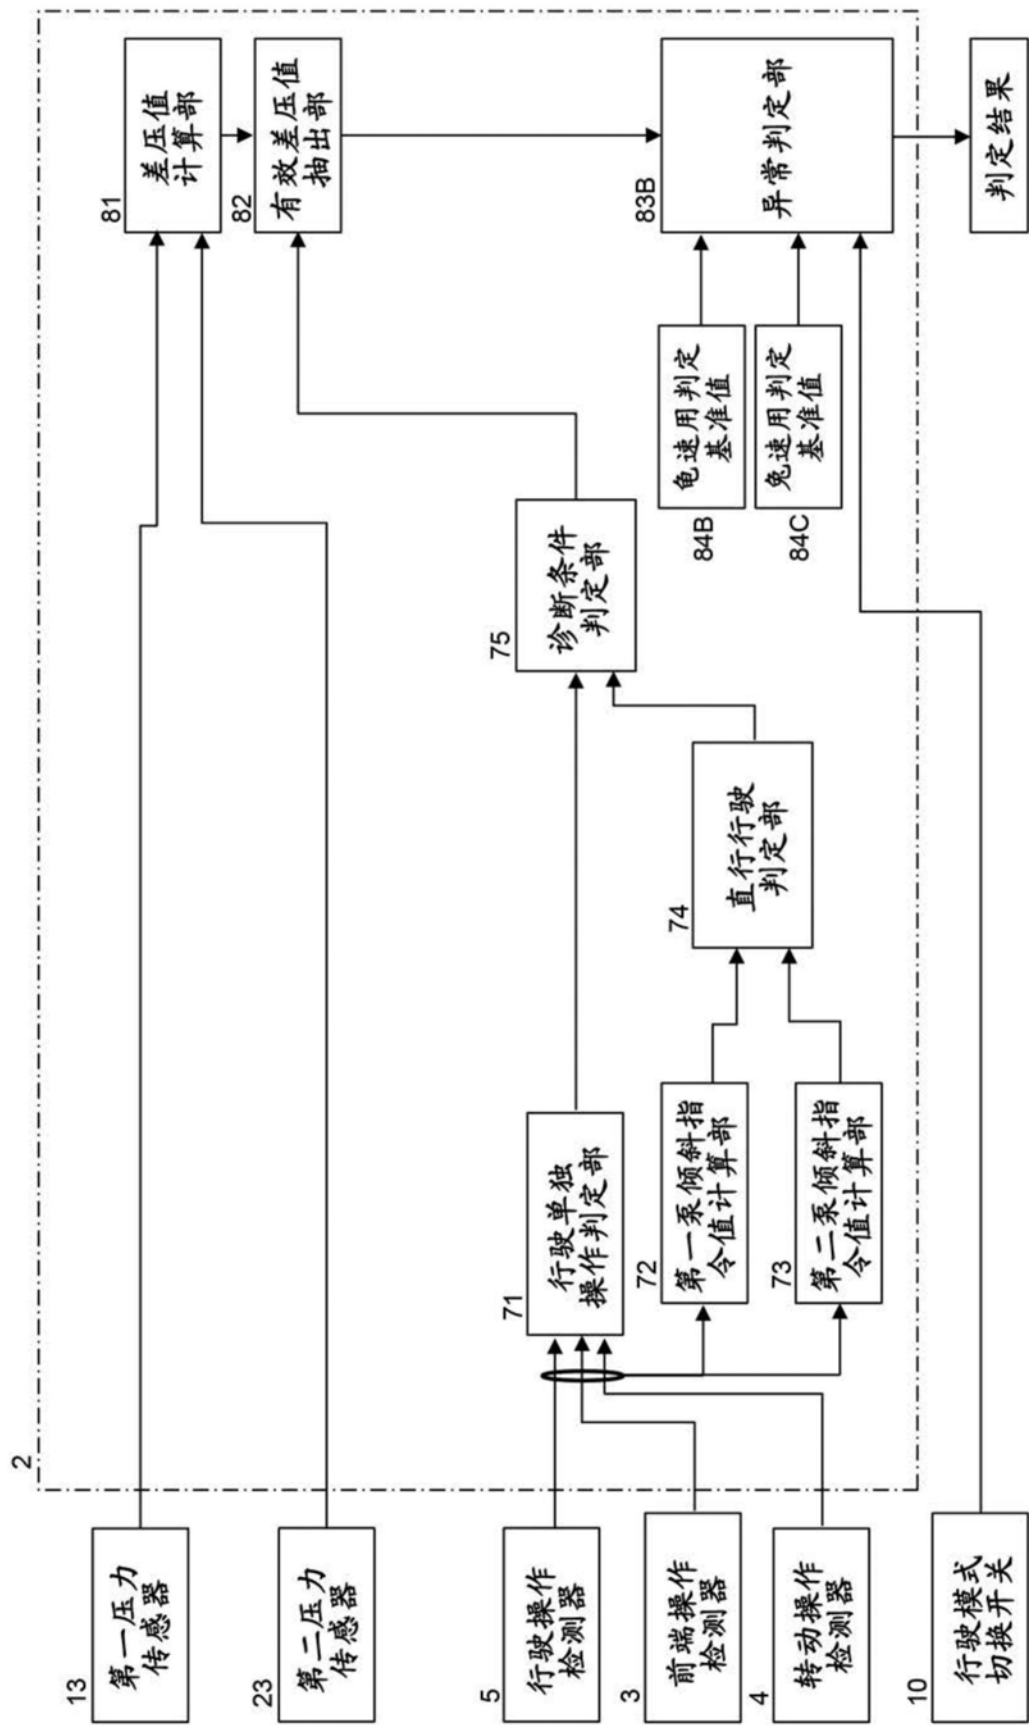 2
13
第一压力
传感器
23
第二压力
传感器
5
行驶操作
检测器
3
前端操作
检测器
4
转动操作
检测器
10
行驶模式
切换开关
71
行驶单独
操作判定部
72
第一泵倾斜指
令值计算部
73
第二泵倾斜指
令值计算部
74
直行行驶
判定部
75
诊断条件
判定部
84B
龟速用判定
基准值
84C
兔速用判定
基准值
81
差压值
计算部
82
有效差压值
抽出部
83B
异常判定部
判定结果